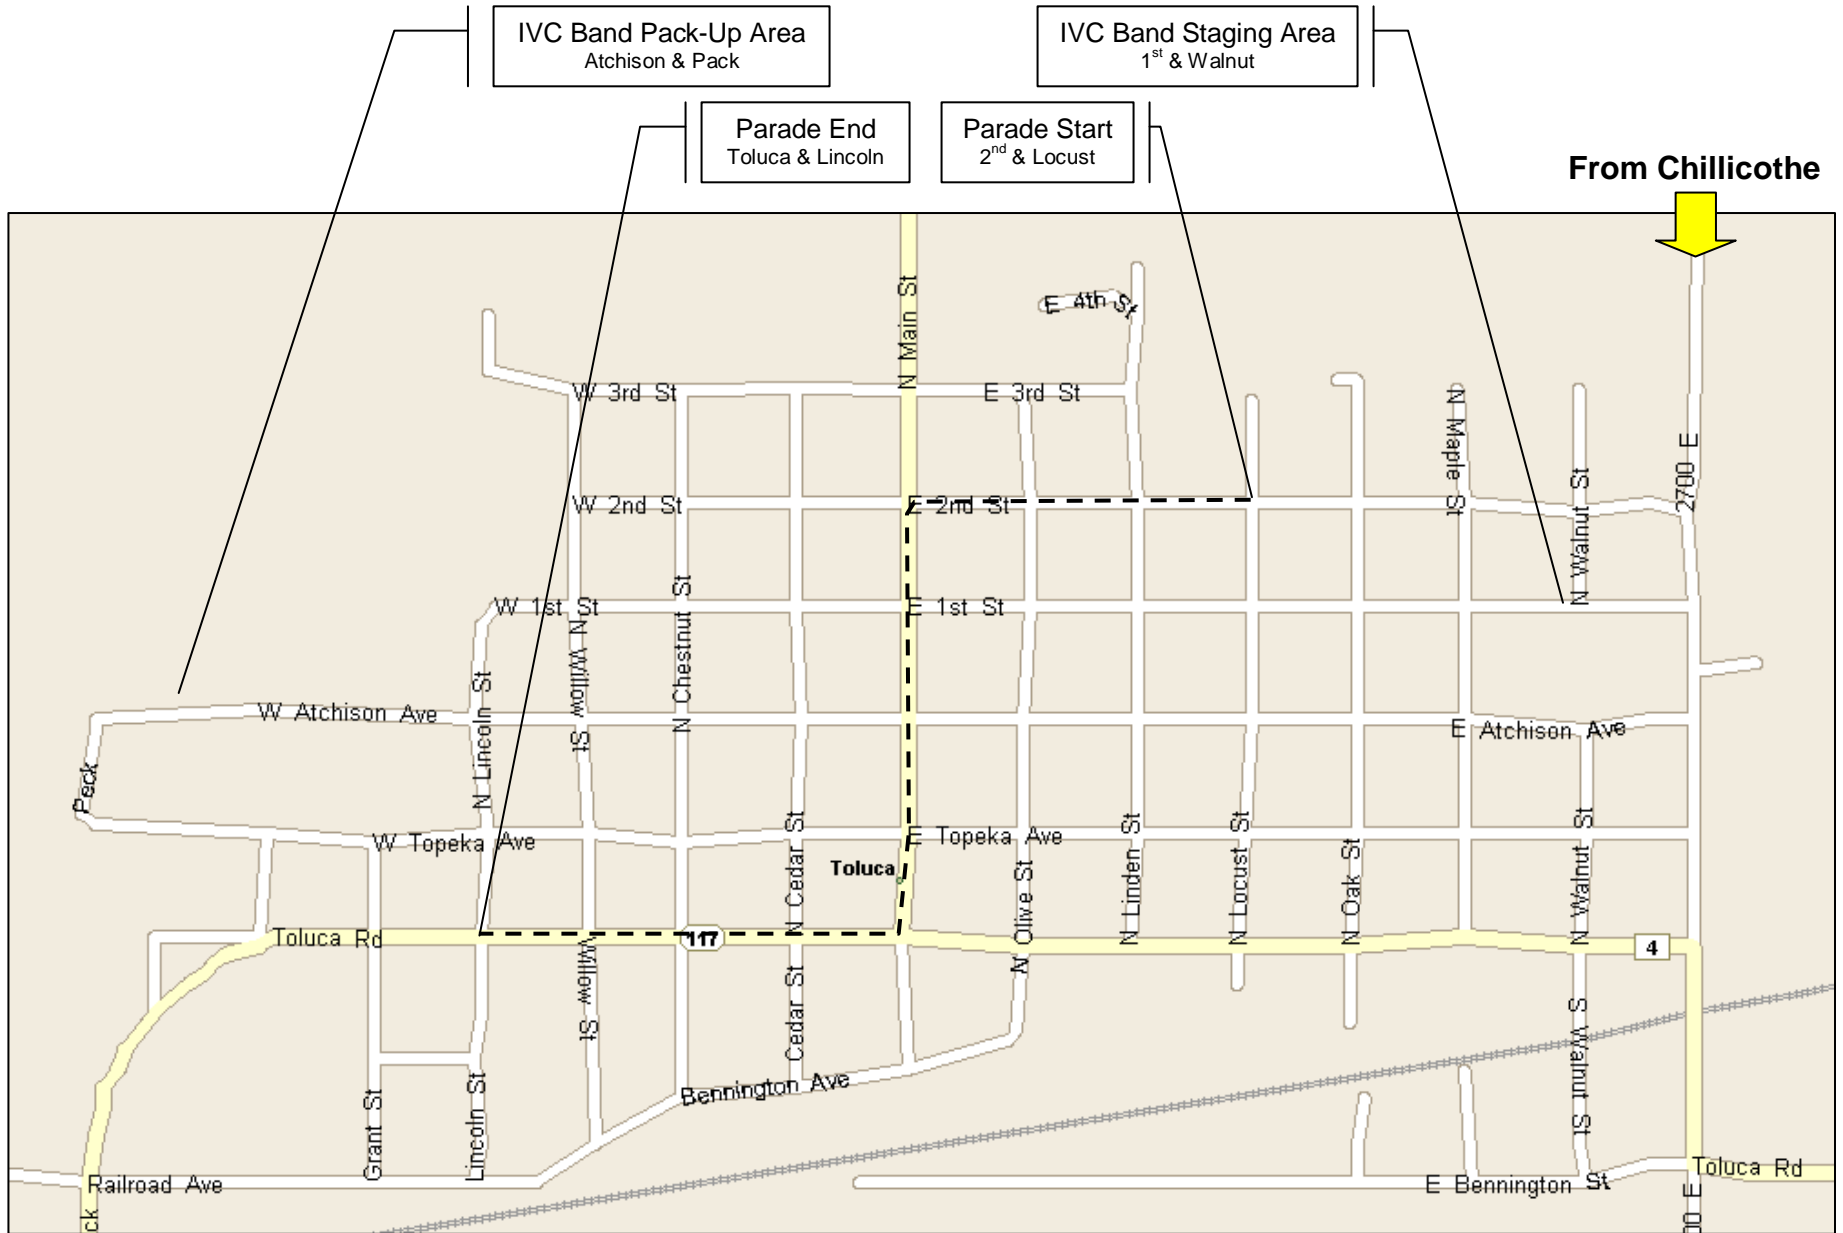 IVC Band Pack-Up Area
Atchison & Pack
IVC Band Staging Area
1st & Walnut
Parade End
Toluca & Lincoln
Parade Start
2nd & Locust
From Chillicothe
N Main St
E 4th St
W 3rd St
E 3rd St
N Maple St
2700 E
W 2nd St
E 2nd St
N Walnut St
W 1st St
E 1st St
N Willow St
N Chestnut St
N Lincoln St
W Atchison Ave
E Atchison Ave
Peck
W Topeka Ave
E Topeka Ave
Toluca
N Cedar St
N Olive St
N Linden St
N Locust St
N Oak St
N Walnut St
Toluca Rd
117
4
Willow St
Cedar St
S Walnut St
Bennington Ave
Grant St
Lincoln St
Railroad Ave
E Bennington St
Toluca Rd
ck
00 E